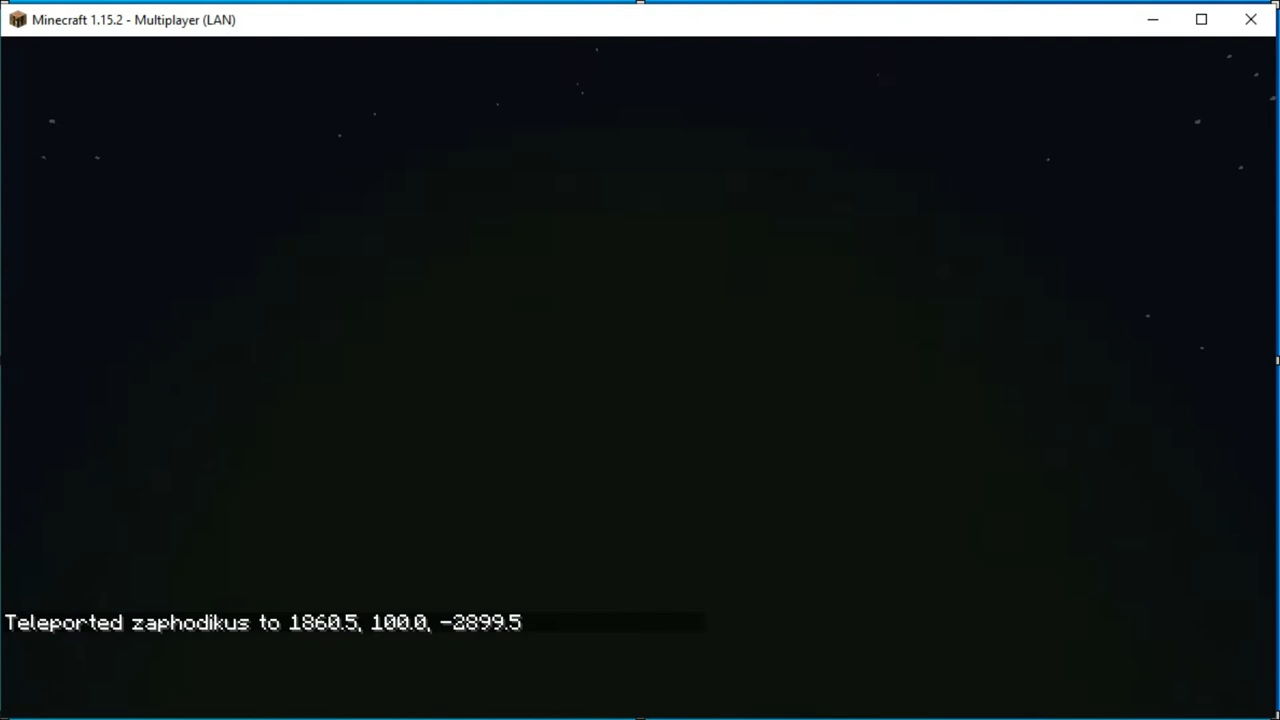 Minecraft 1.15.2 - Multiplayer (LAN)
Teleported zaphodikus to 1860.5, 100.0, -2899.5